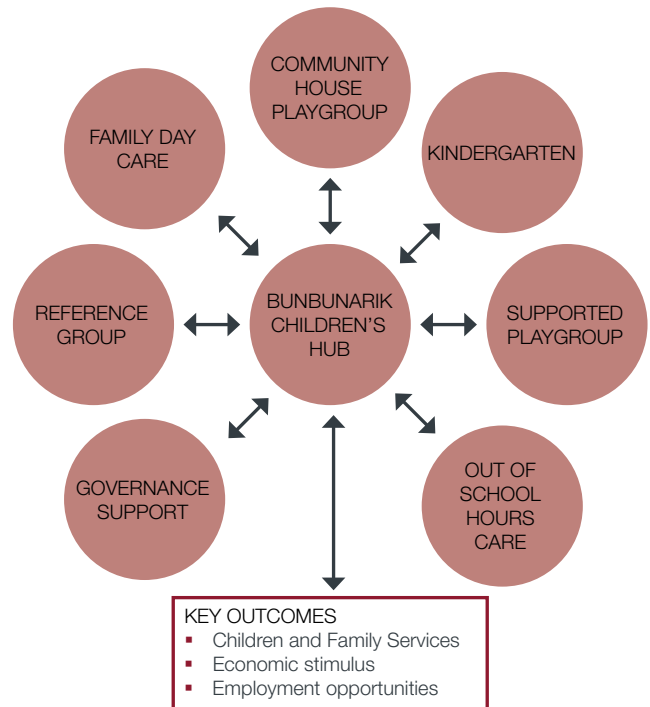 COMMUNITY
HOUSE
PLAYGROUP
FAMILY DAY
CARE
KINDERGARTEN
REFERENCE
GROUP
BUNBUNARIK
CHILDREN'S
HUB
SUPPORTED
PLAYGROUP
GOVERNANCE
SUPPORT
OUT OF
SCHOOL
HOURS
CARE
KEY OUTCOMES
▪ Children and Family Services
▪ Economic stimulus
▪ Employment opportunities